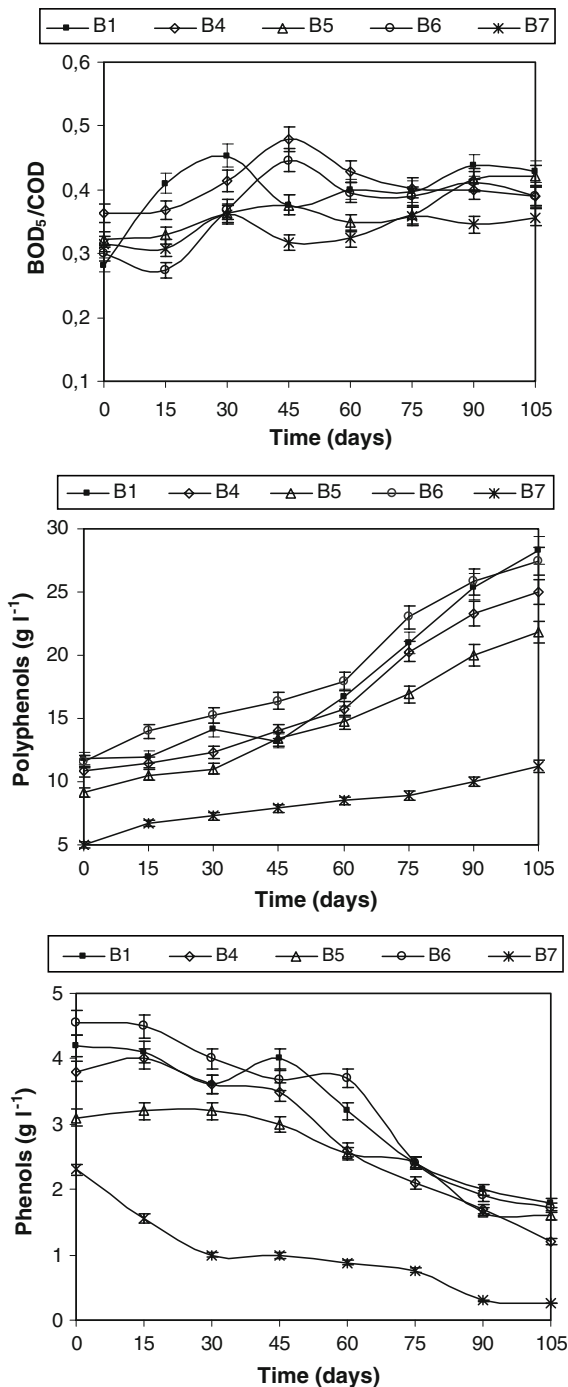 B1 B4 B5 B6 B7
0,6
0,5
0,4
0,3
0,2
0,1
BOD5/COD
0 15 30 45 60 75 90 105
Time (days)
B1 B4 B5 B6 B7
30
25
20
15
10
5
Polyphenols (g l-1)
0 15 30 45 60 75 90 105
Time (days)
B1 B4 B5 B6 B7
5
4
3
2
1
0
Phenols (g l-1)
0 15 30 45 60 75 90 105
Time (days)